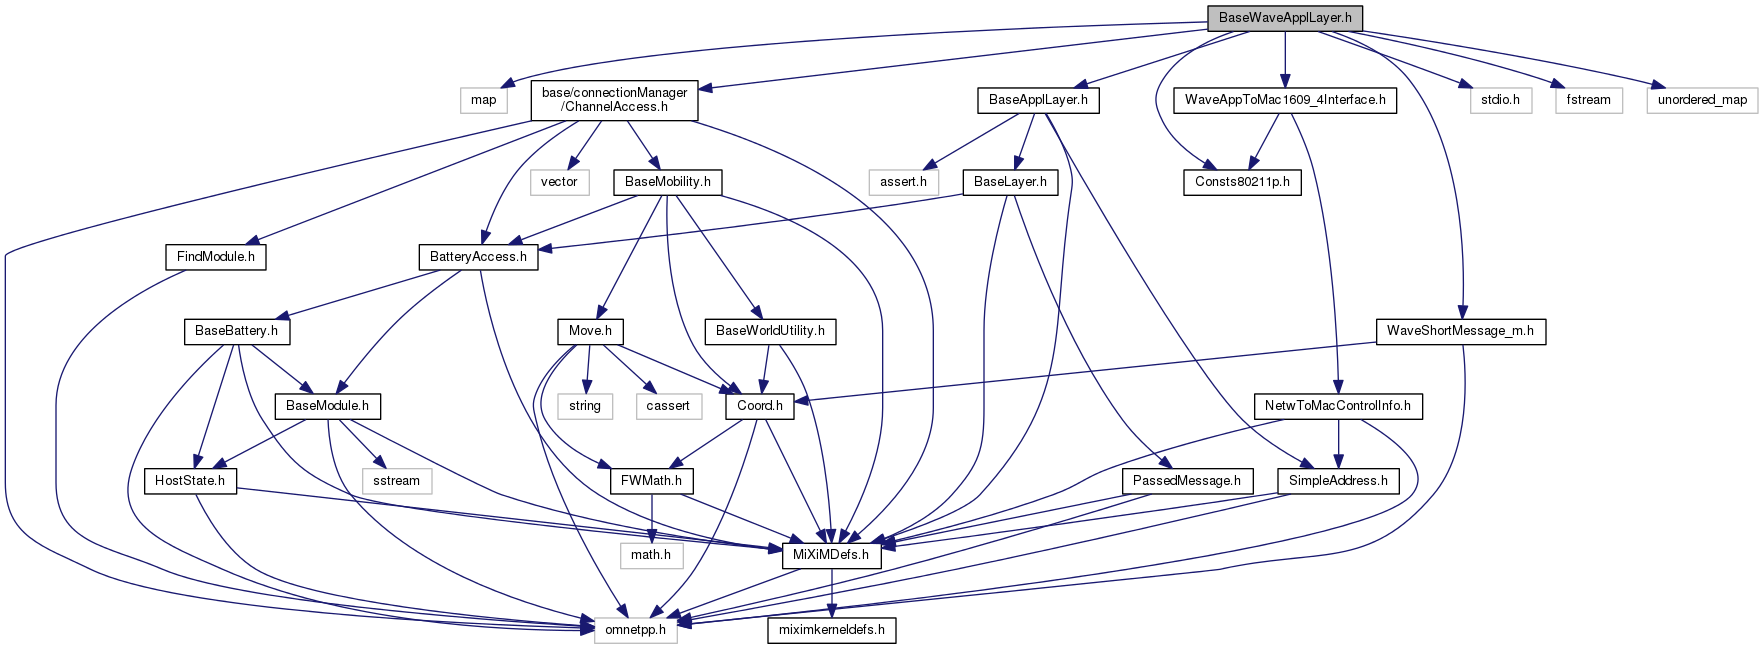 BaseWaveApplLayer.h
map
base/connectionManager
/ChannelAccess.h
BaseApplLayer.h
WaveAppToMac1609_4Interface.h
stdio.h
fstream
unordered_map
vector
BaseMobility.h
assert.h
BaseLayer.h
Consts80211p.h
FindModule.h
BatteryAccess.h
BaseBattery.h
Move.h
BaseWorldUtility.h
WaveShortMessage_m.h
BaseModule.h
string
cassert
Coord.h
NetwToMacControlInfo.h
HostState.h
sstream
FWMath.h
PassedMessage.h
SimpleAddress.h
math.h
MiXiMDefs.h
omnetpp.h
miximkerneldefs.h